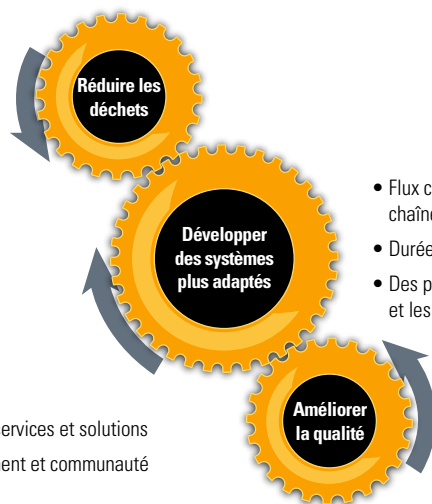 Réduire les
déchets
Développer
des systèmes
plus adaptés
• Flux c
chaîn
• Durée
• Des p
et les
Améliorer
la qualité
ervices et solutions
ent et communauté